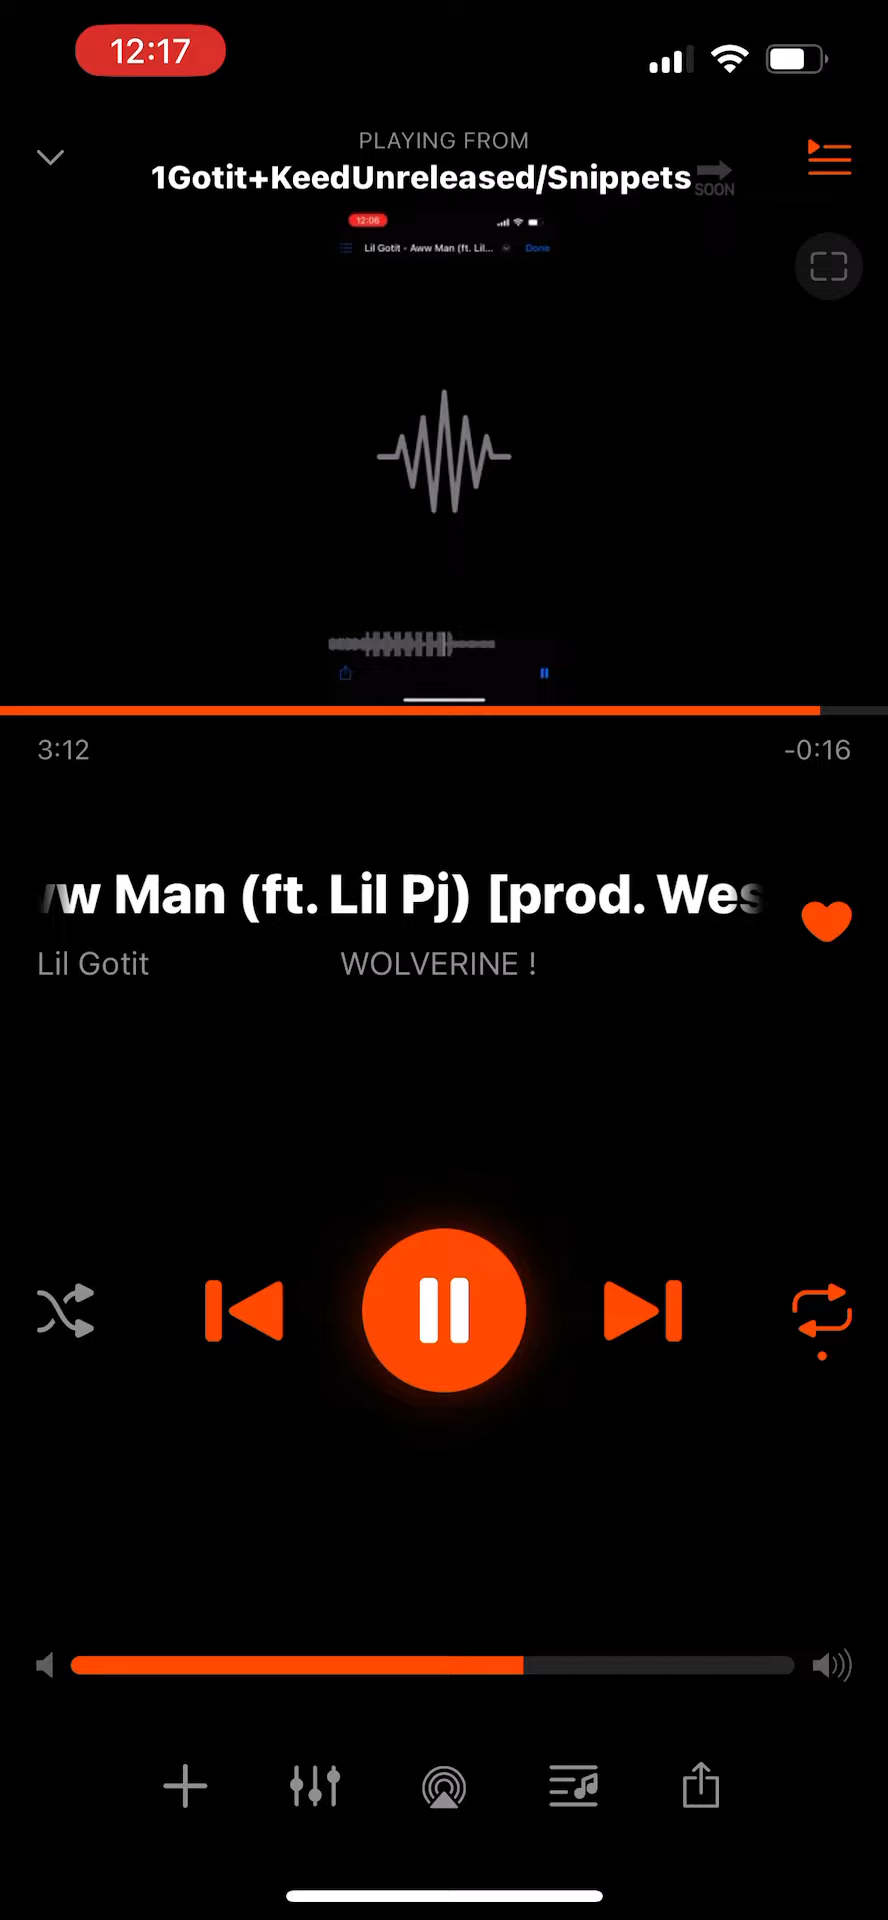 12:17
PLAYING FROM
1Gotit+KeedUnreleased/Snippets
SOON
12:06
Lil Gotit - Aww Man (ft. Lil...
Done
3:12
-0:16
w Man (ft. Lil Pj) [prod. Wes
Lil Gotit
WOLVERINE !